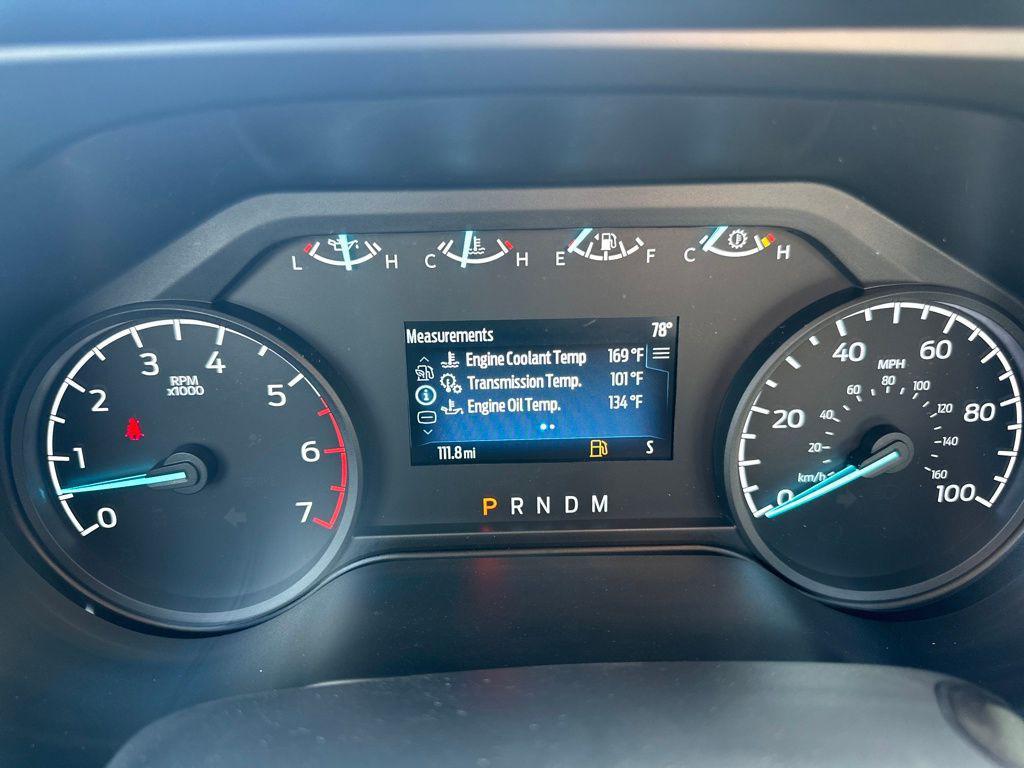 L H C H E F C H
Measurements 78°
Engine Coolant Temp 169 °F
Transmission Temp. 101 °F
Engine Oil Temp. 134 °F
111.8 mi S
P R N D M
0 1 2 3 4 5 6 7
RPM
x1000
0 20 40 60 80 100
MPH
20 40 60 80 100 120 140 160
km/h